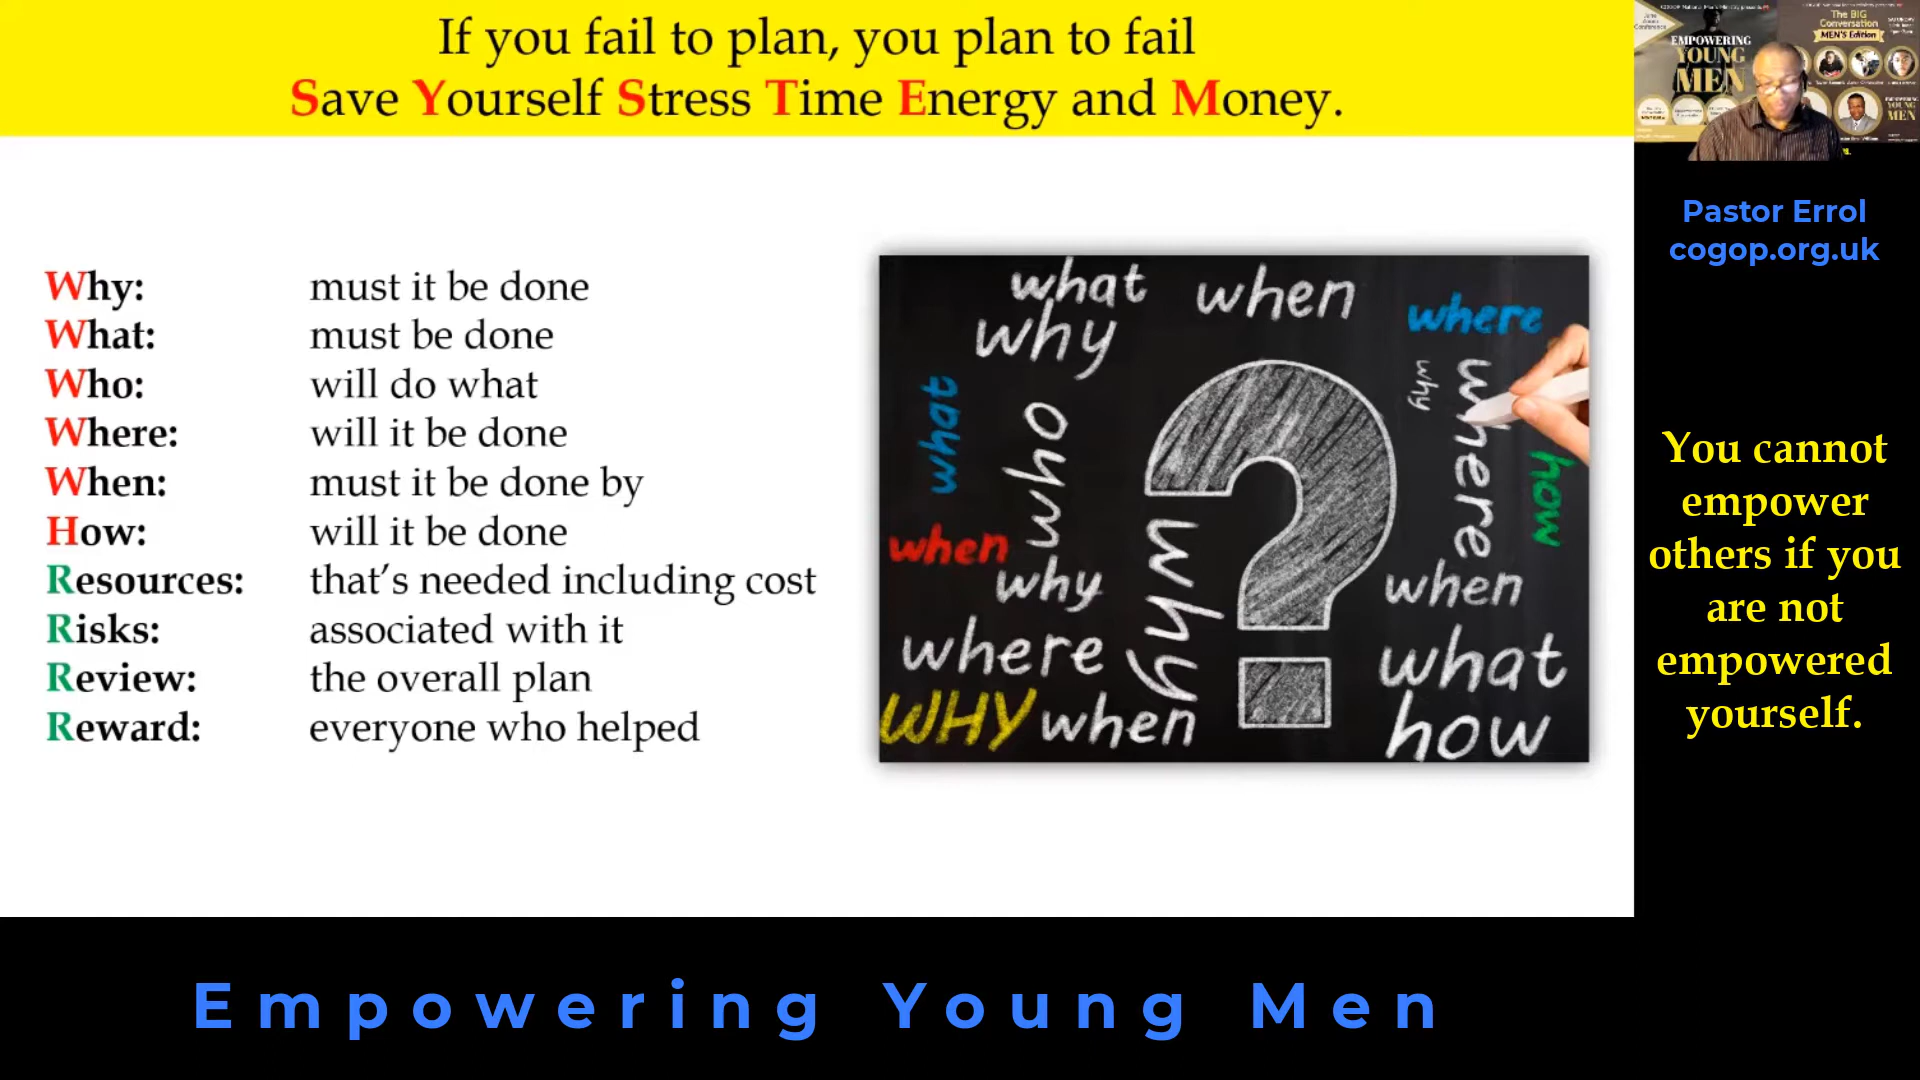 If you fail to plan, you plan to fail
Save Yourself Stress Time Energy and Money.
Why: must it be done
What: must be done
Who: will do what
Where: will it be done
When: must it be done by
How: will it be done
Resources: that's needed including cost
Risks: associated with it
Review: the overall plan
Reward: everyone who helped
what
when
where
why
why
where
what
who
how
when
why
why
when
where
what
WHY
when
how
EMPOWERING
YOUNG
MEN
The BIG
Conversation
MEN'S Edition
Pastor Errol
cogop.org.uk
You cannot
empower
others if you
are not
empowered
yourself.
Empowering Young Men